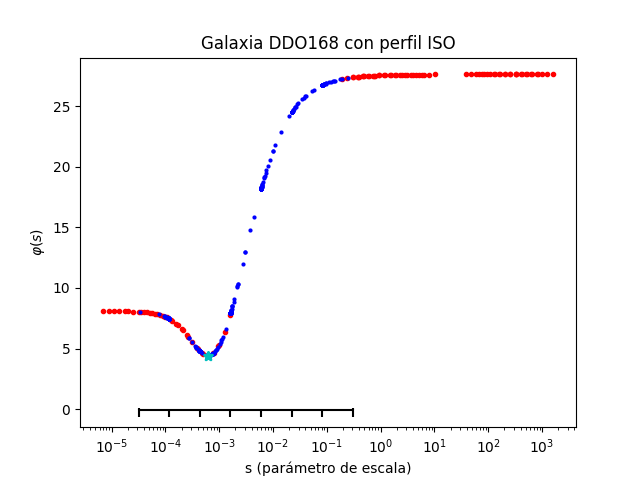 Galaxia DDO168 con perfil ISO
φ(s)
25
20
15
10
5
0
10⁻⁵ 10⁻⁴ 10⁻³ 10⁻² 10⁻¹ 10⁰ 10¹ 10² 10³
s (parámetro de escala)